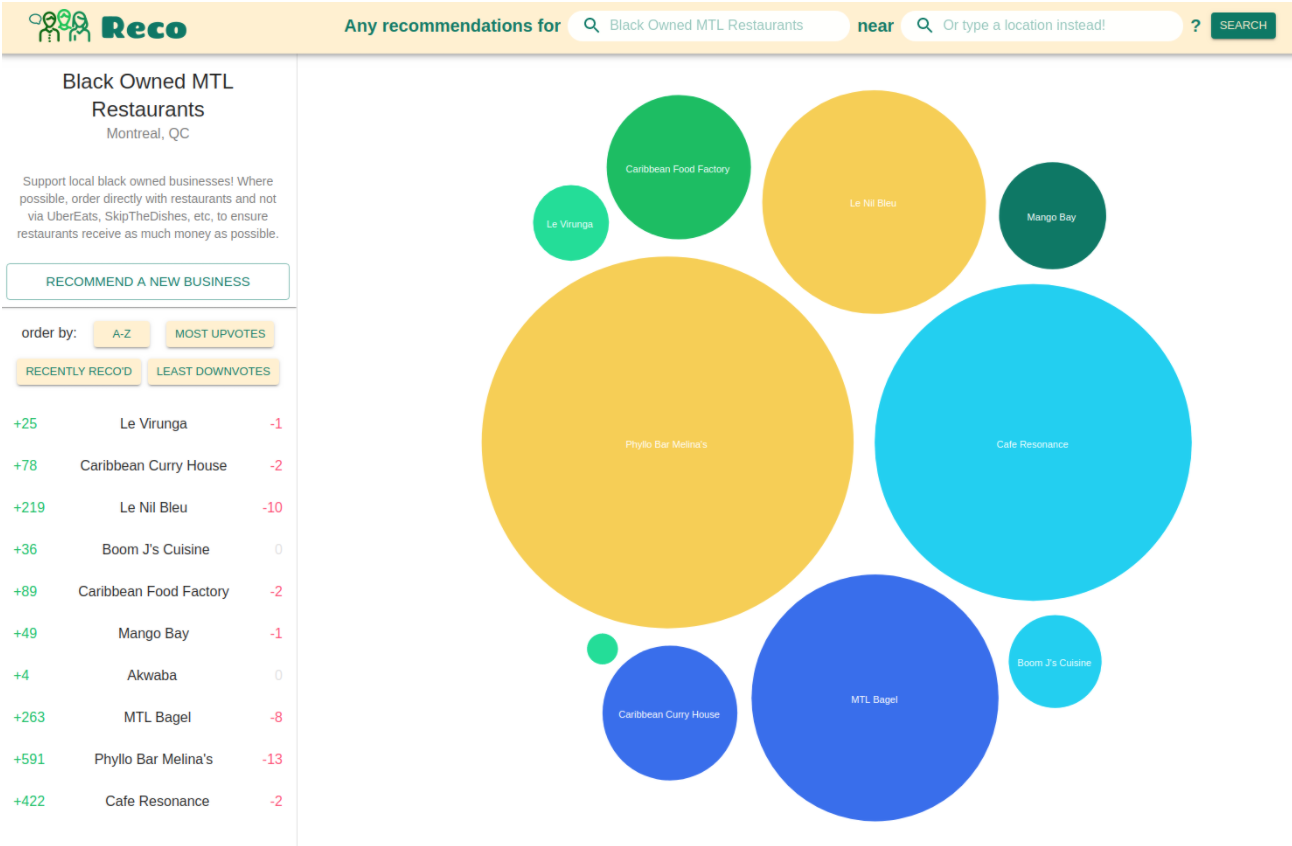 Reco
Any recommendations for Black Owned MTL Restaurants near Or type a location instead! ? SEARCH
Black Owned MTL
Restaurants
Montreal, QC
Support local black owned businesses! Where
possible, order directly with restaurants and not
via UberEats, SkipTheDishes, etc, to ensure
restaurants receive as much money as possible.
RECOMMEND A NEW BUSINESS
order by: A-Z MOST UPVOTES
RECENTLY RECO'D LEAST DOWNVOTES
+25 Le Virunga -1
+78 Caribbean Curry House -2
+219 Le Nil Bleu -10
+36 Boom J's Cuisine 0
+89 Caribbean Food Factory -2
+49 Mango Bay -1
+4 Akwaba 0
+263 MTL Bagel -8
+591 Phyllo Bar Melina's -13
+422 Cafe Resonance -2
Caribbean Food Factory
Le Nil Bleu
Mango Bay
Le Virunga
Phyllo Bar Melina's
Cafe Resonance
Boom J's Cuisine
MTL Bagel
Caribbean Curry House